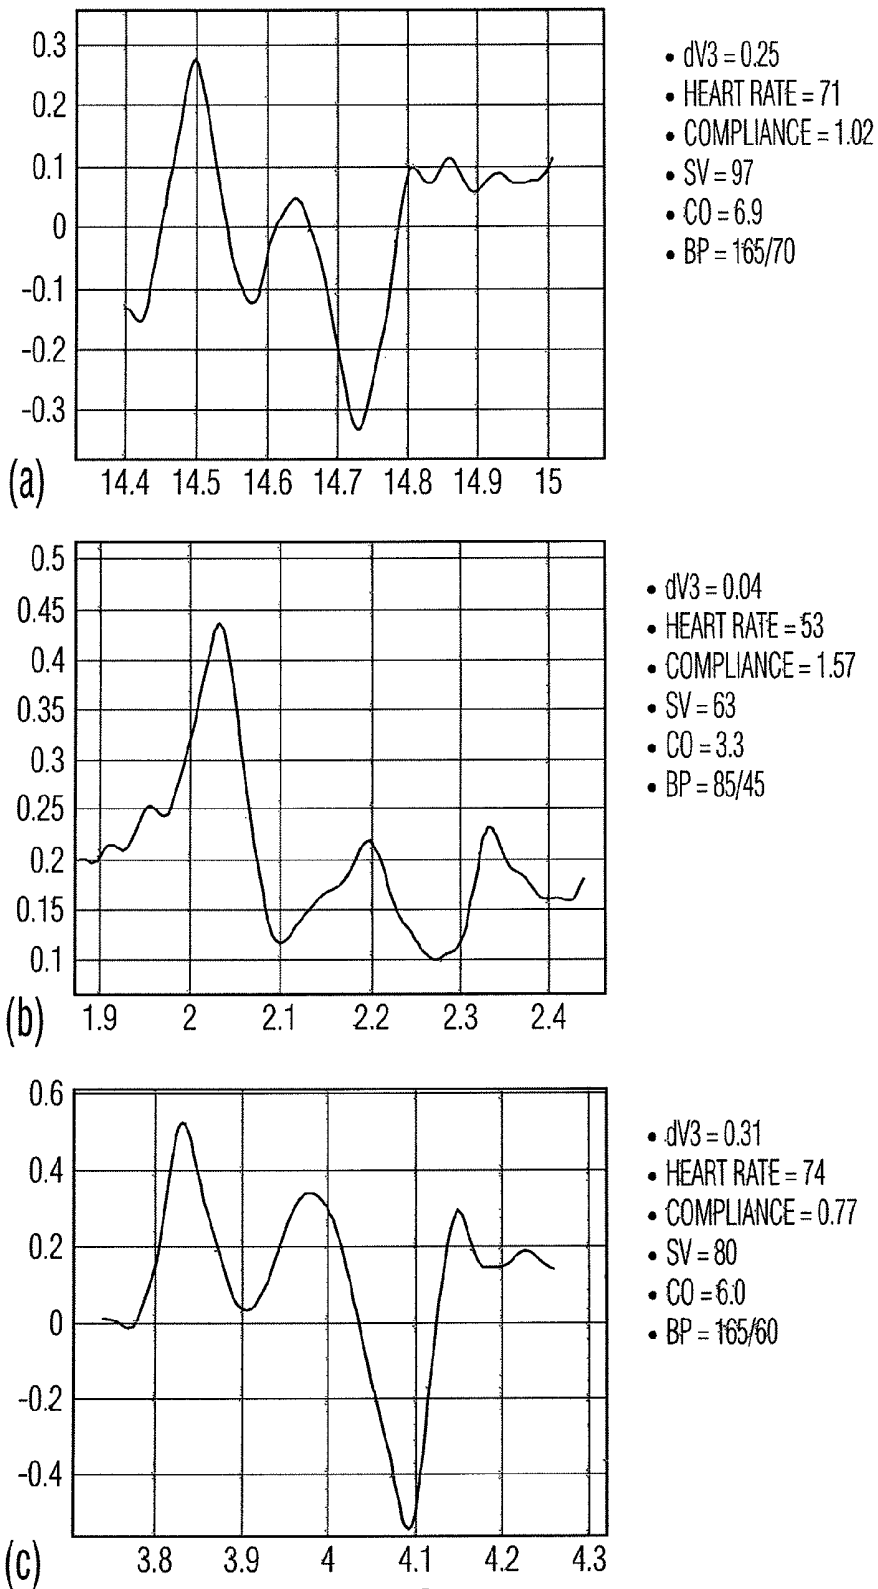 0.3
0.2
0.1
0
-0.1
-0.2
-0.3
(a)
14.4 14.5 14.6 14.7 14.8 14.9 15
• dV3 = 0.25
• HEART RATE = 71
• COMPLIANCE = 1.02
• SV = 97
• CO = 6.9
• BP = 165/70
0.5
0.45
0.4
0.35
0.3
0.25
0.2
0.15
0.1
(b)
1.9 2 2.1 2.2 2.3 2.4
• dV3 = 0.04
• HEART RATE = 53
• COMPLIANCE = 1.57
• SV = 63
• CO = 3.3
• BP = 85/45
0.6
0.4
0.2
0
-0.2
-0.4
(c)
3.8 3.9 4 4.1 4.2 4.3
• dV3 = 0.31
• HEART RATE = 74
• COMPLIANCE = 0.77
• SV = 80
• CO = 6.0
• BP = 165/60